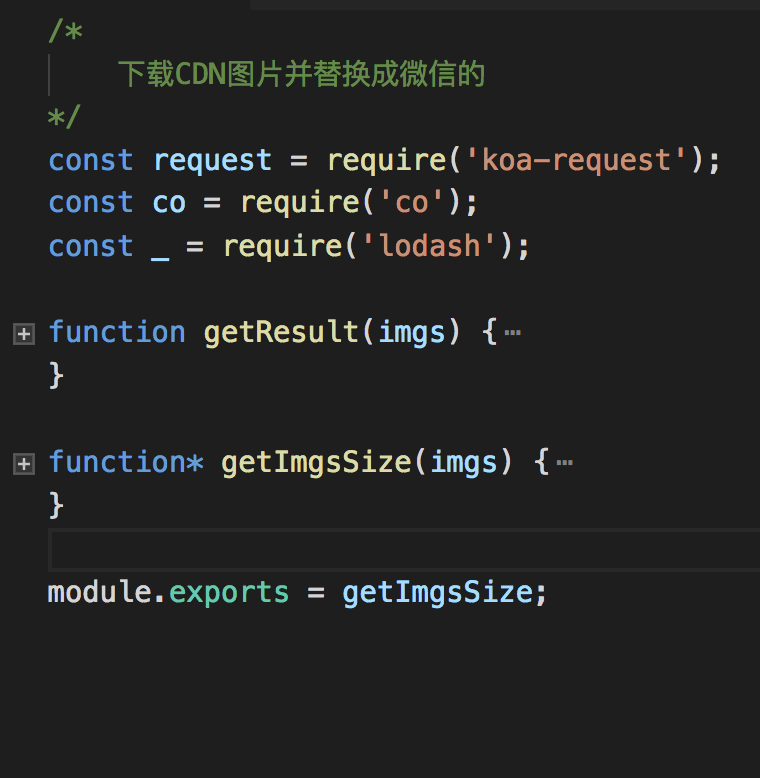 /*
下载CDN图片并替换成微信的
*/
const request = require('koa-request');
const co = require('co');
const _ = require('lodash');
function getResult(imgs) {⋯
}
function* getImgsSize(imgs) {⋯
}
module.exports = getImgsSize;